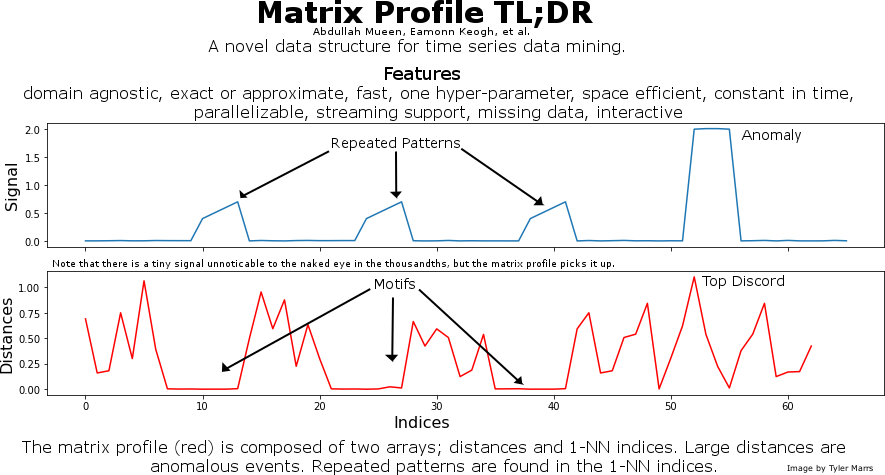 Matrix Profile TL;DR
Abdullah Mueen, Eamonn Keogh, et al.
A novel data structure for time series data mining.
Features
domain agnostic, exact or approximate, fast, one hyper-parameter, space efficient, constant in time,
parallelizable, streaming support, missing data, interactive
2.0
1.5
1.0
0.5
0.0
Signal
Repeated Patterns
Anomaly
Note that there is a tiny signal unnoticable to the naked eye in the thousandths, but the matrix profile picks it up.
1.00
0.75
0.50
0.25
0.00
Distances
Motifs
Top Discord
0 10 20 30 40 50 60
Indices
The matrix profile (red) is composed of two arrays; distances and 1-NN indices. Large distances are
anomalous events. Repeated patterns are found in the 1-NN indices.
Image by Tyler Marrs